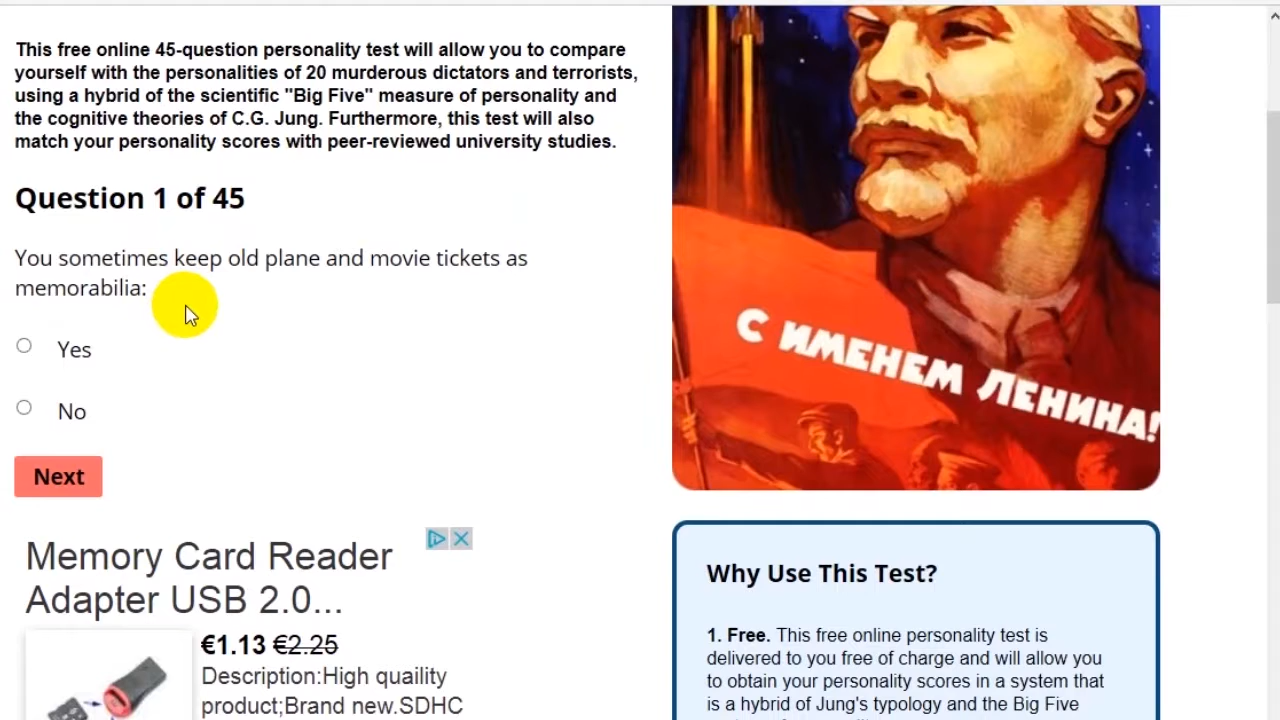 This free online 45-question personality test will allow you to compare
yourself with the personalities of 20 murderous dictators and terrorists,
using a hybrid of the scientific "Big Five" measure of personality and
the cognitive theories of C.G. Jung. Furthermore, this test will also
match your personality scores with peer-reviewed university studies.
Question 1 of 45
You sometimes keep old plane and movie tickets as
memorabilia:
Yes
No
Next
Memory Card Reader
Adapter USB 2.0...
€1.13 €2.25
Description:High quaility
product;Brand new.SDHC
С ИМЕНЕМ ЛЕНИНА!
Why Use This Test?
1. Free. This free online personality test is
delivered to you free of charge and will allow you
to obtain your personality scores in a system that
is a hybrid of Jung's typology and the Big Five